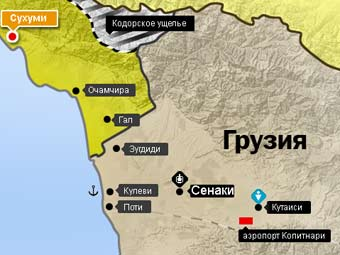 Сухуми
Кодорское ущелье
Очамчира
Гал
Грузия
Зугдиди
Кулеви
Сенаки
Поти
Кутаиси
аэропорт Копитнари